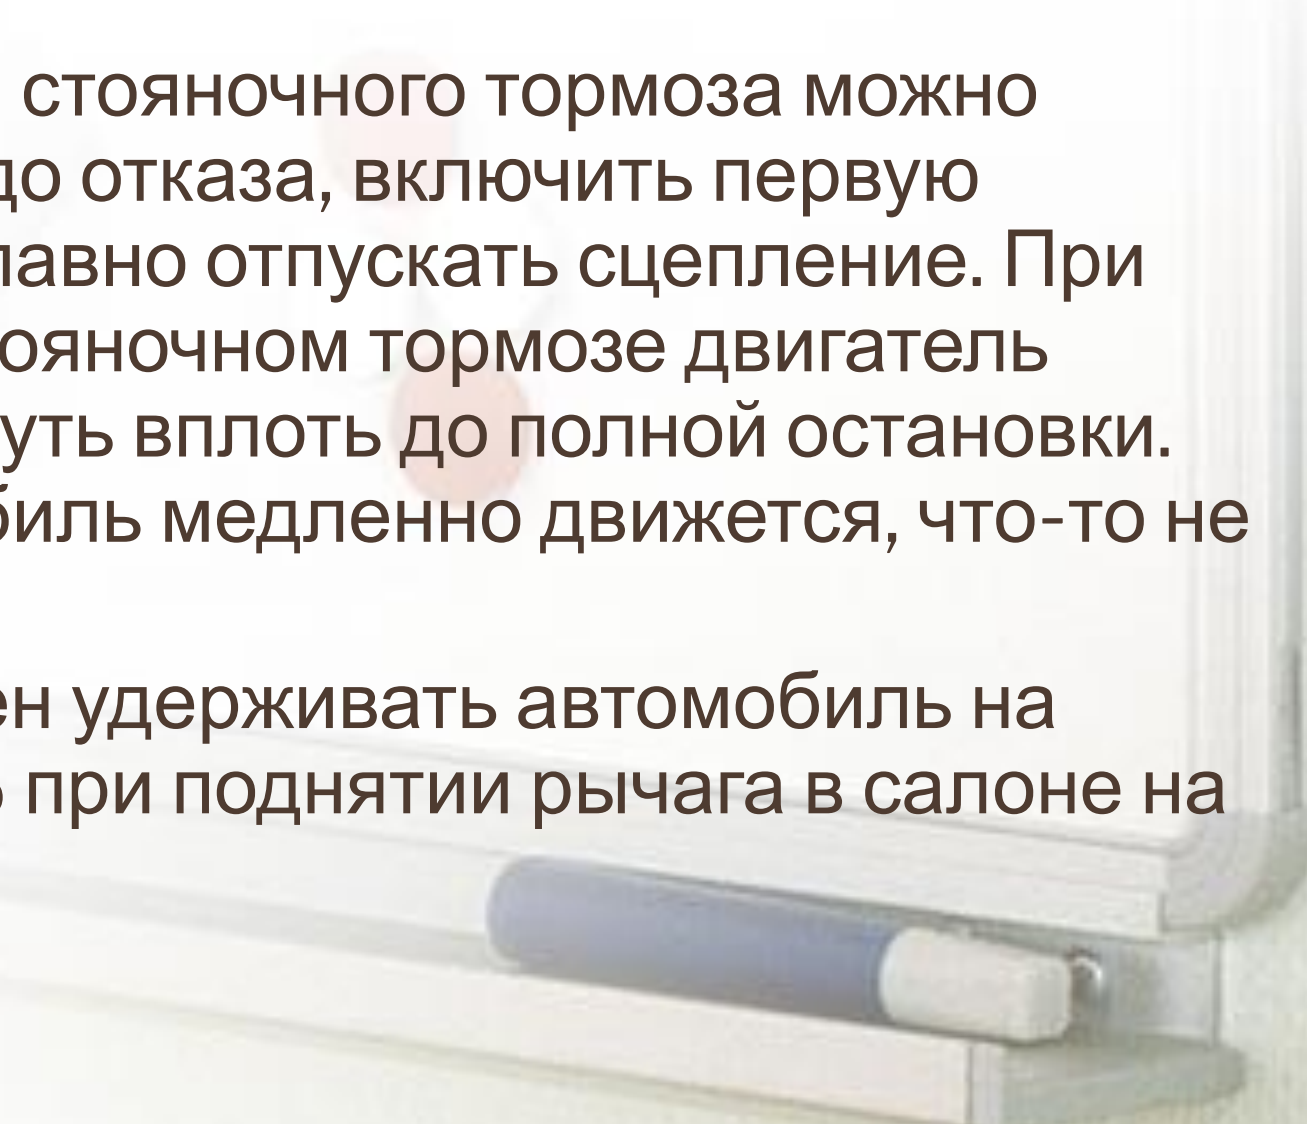 стояночного тормоза можно
до отказа, включить первую
лавно отпускать сцепление. При
ояночном тормозе двигатель
уть вплоть до полной остановки.
биль медленно движется, что-то не
ен удерживать автомобиль на
при поднятии рычага в салоне на